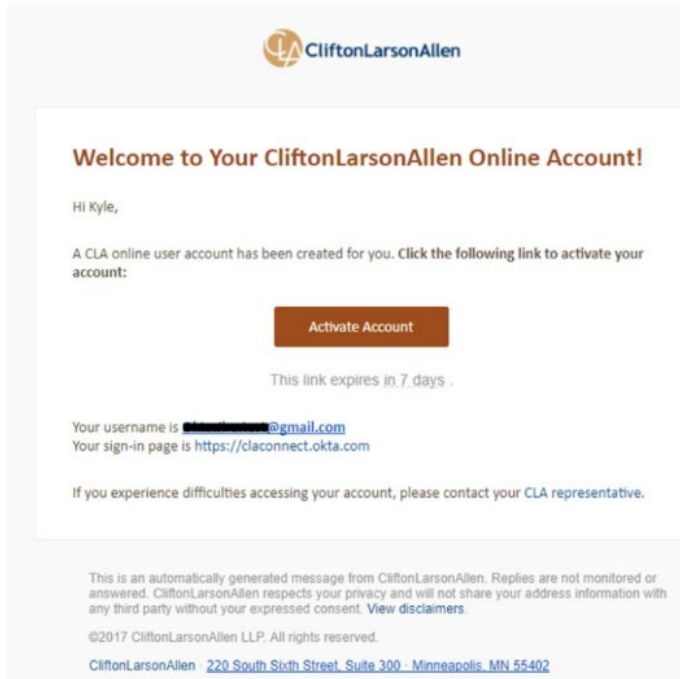 CLA CliftonLarsonAllen
Welcome to Your CliftonLarsonAllen Online Account!
Hi Kyle,
A CLA online user account has been created for you. Click the following link to activate your
account:
Activate Account
This link expires in 7 days .
Your username is @gmail.com
Your sign-in page is https://claconnect.okta.com
If you experience difficulties accessing your account, please contact your CLA representative.
This is an automatically generated message from CliftonLarsonAllen. Replies are not monitored or
answered. CliftonLarsonAllen respects your privacy and will not share your address information with
any third party without your expressed consent. View disclaimers.
©2017 CliftonLarsonAllen LLP. All rights reserved.
CliftonLarsonAllen · 220 South Sixth Street, Suite 300 · Minneapolis, MN 55402